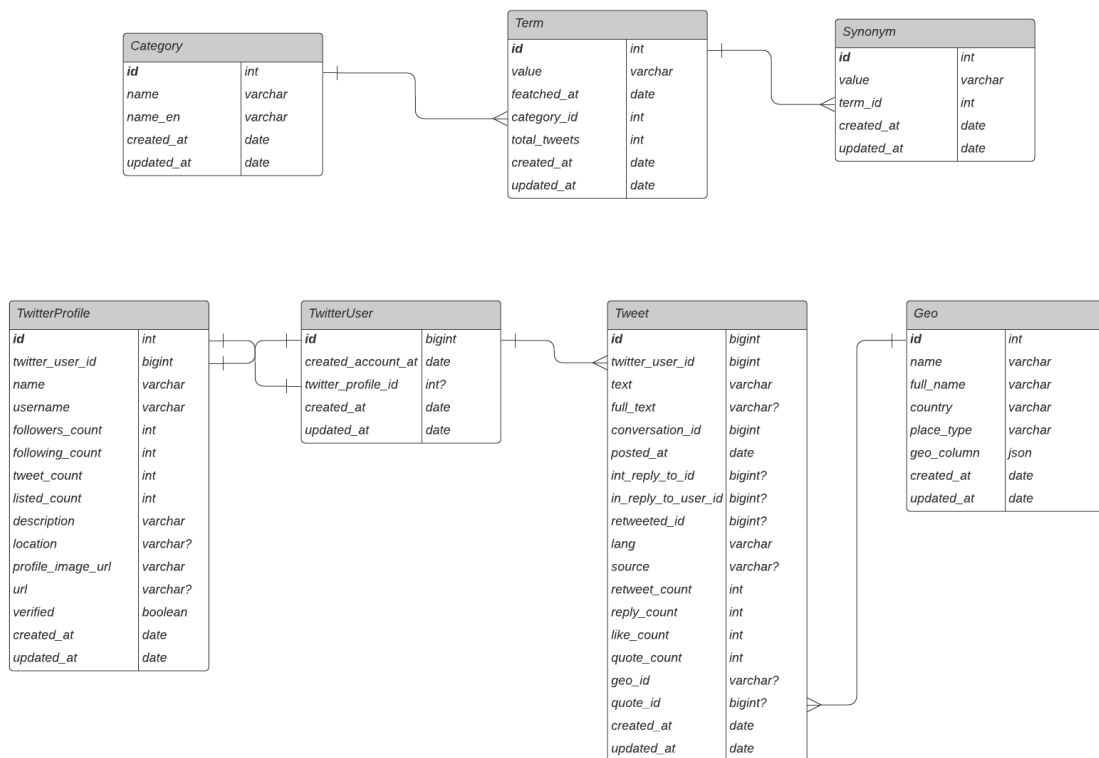 Category
id int
name varchar
name_en varchar
created_at date
updated_at date
Term
id int
value varchar
featched_at date
category_id int
total_tweets int
created_at date
updated_at date
Synonym
id int
value varchar
term_id int
created_at date
updated_at date
TwitterProfile
id int
twitter_user_id bigint
name varchar
username varchar
followers_count int
following_count int
tweet_count int
listed_count int
description varchar
location varchar?
profile_image_url varchar
url varchar?
verified boolean
created_at date
updated_at date
TwitterUser
id bigint
created_account_at date
twitter_profile_id int?
created_at date
updated_at date
Tweet
id bigint
twitter_user_id bigint
text varchar
full_text varchar?
conversation_id bigint
posted_at date
int_reply_to_id bigint?
in_reply_to_user_id bigint?
retweeted_id bigint?
lang varchar
source varchar?
retweet_count int
reply_count int
like_count int
quote_count int
geo_id varchar?
quote_id bigint?
created_at date
updated_at date
Geo
id int
name varchar
full_name varchar
country varchar
place_type varchar
geo_column json
created_at date
updated_at date